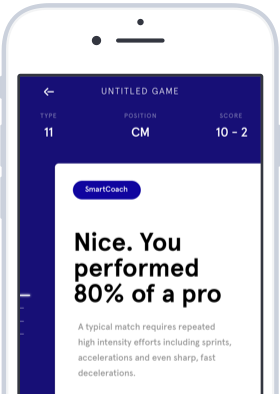 UNTITLED GAME
TYPE POSITION SCORE
11 CM 10 - 2
SmartCoach
Nice. You
performed
80% of a pro
A typical match requires repeated
high intensity efforts including sprints,
accelerations and even sharp, fast
decelerations.